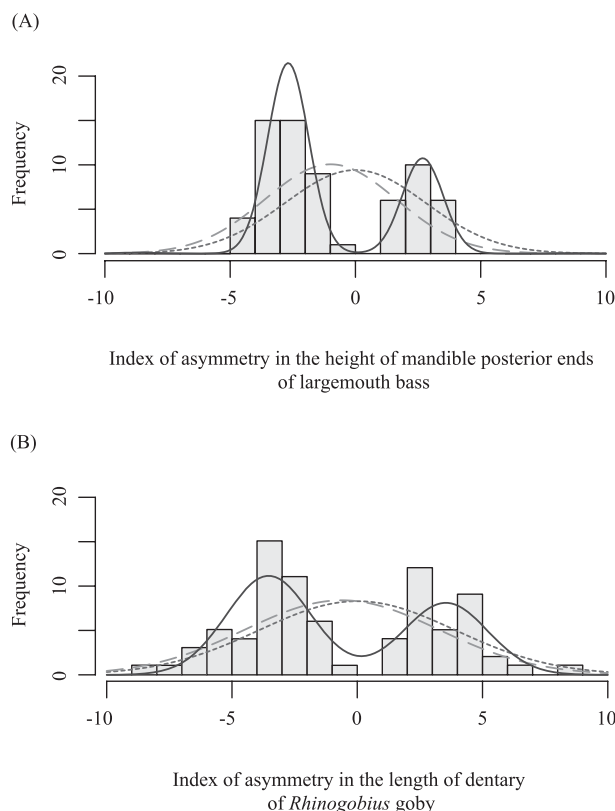 (A)
20
10
0
Frequency
-10
-5
0
5
10
Index of asymmetry in the height of mandible posterior ends
of largemouth bass
(B)
20
10
0
Frequency
-10
-5
0
5
10
Index of asymmetry in the length of dentary
of Rhinogobius goby